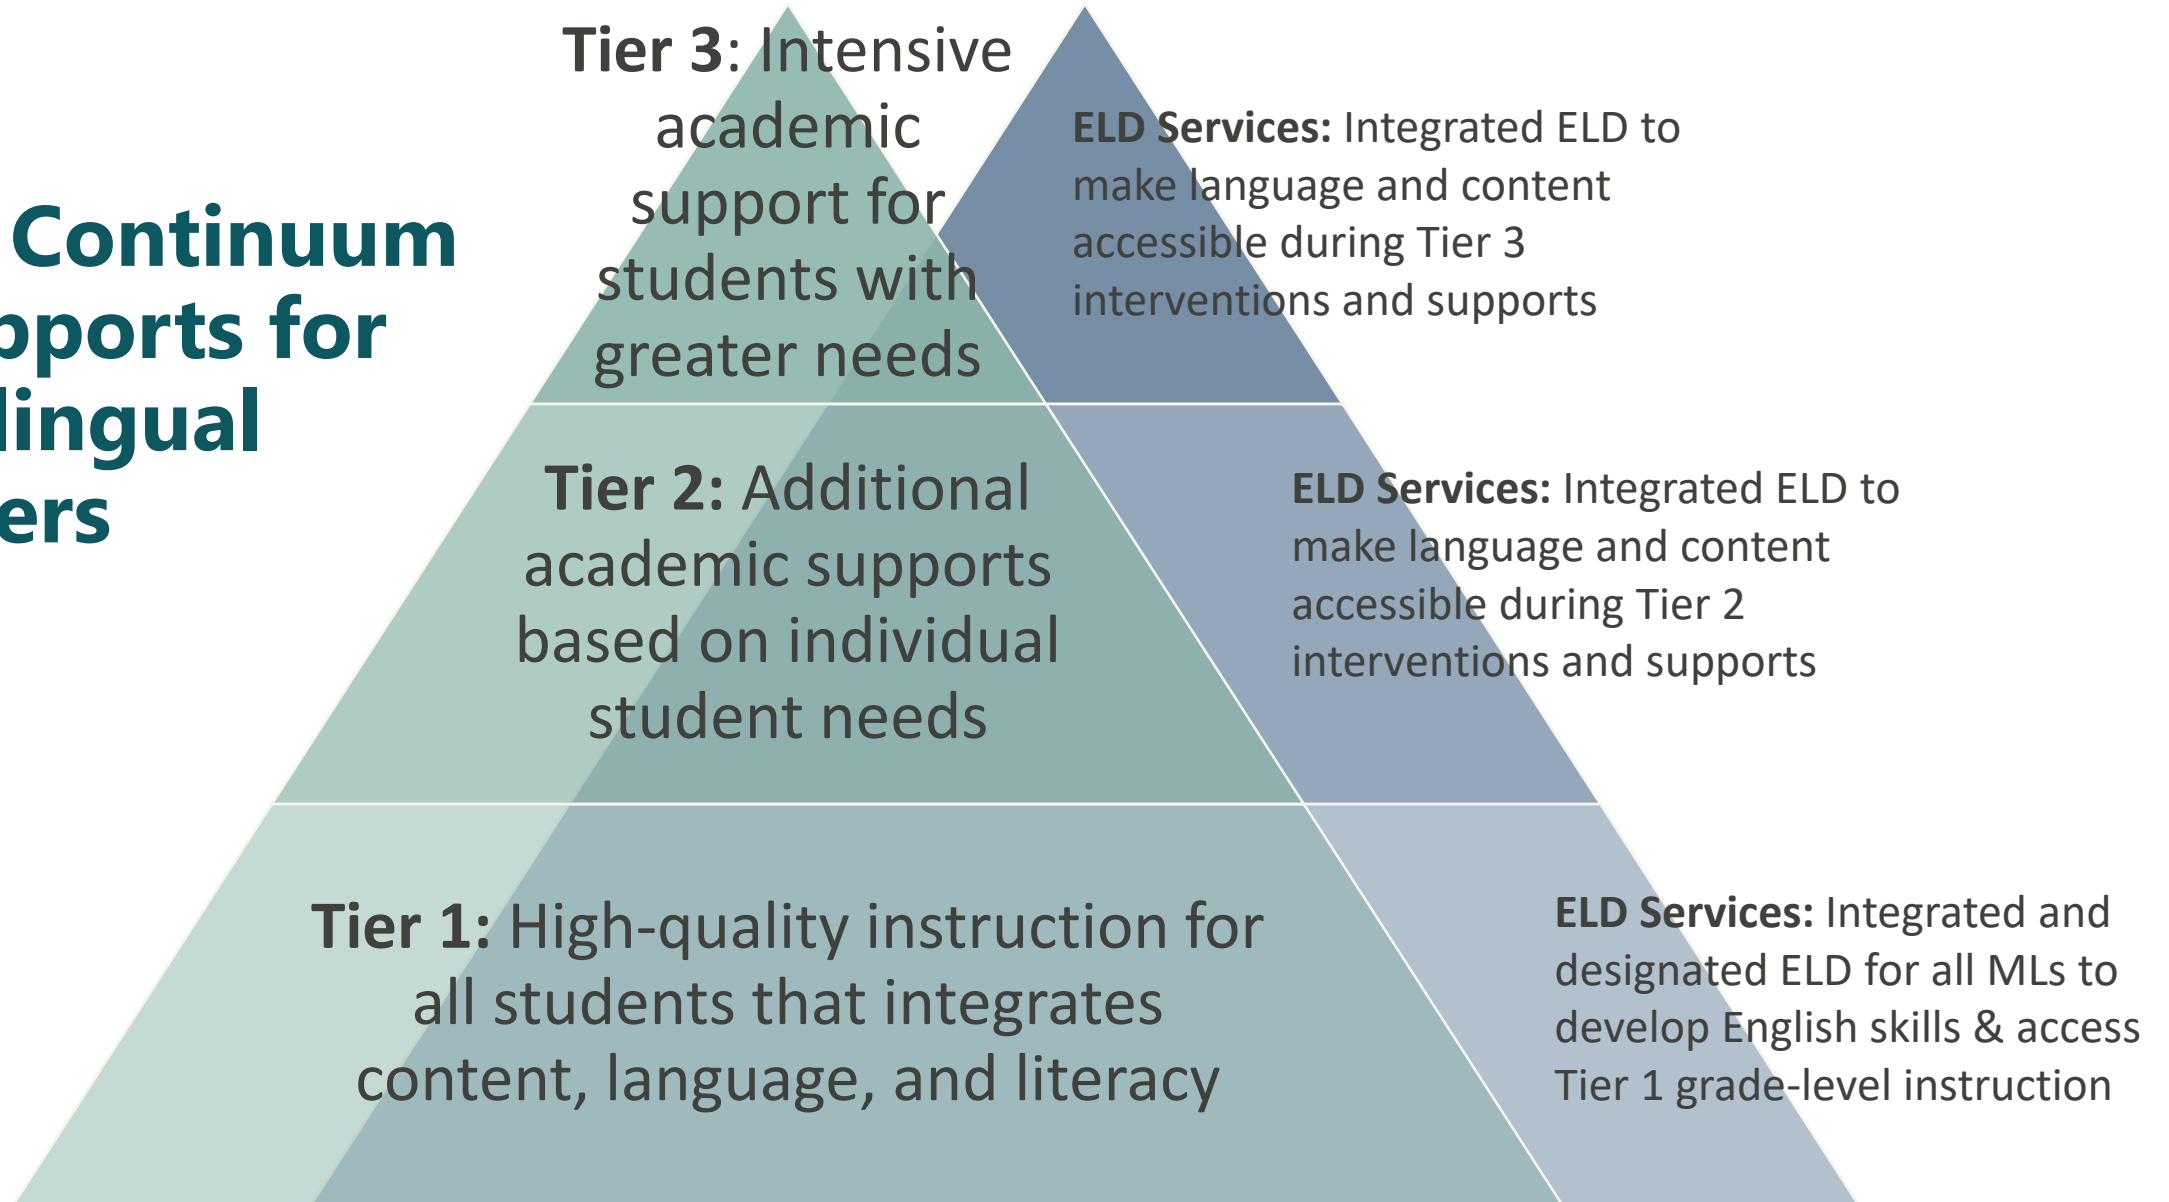 Continuum
pports for
lingual
ers
Tier 3: Intensive
academic
support for
students with
greater needs
ELD Services: Integrated ELD to
make language and content
accessible during Tier 3
interventions and supports
Tier 2: Additional
academic supports
based on individual
student needs
ELD Services: Integrated ELD to
make language and content
accessible during Tier 2
interventions and supports
Tier 1: High-quality instruction for
all students that integrates
content, language, and literacy
ELD Services: Integrated and
designated ELD for all MLs to
develop English skills & access
Tier 1 grade-level instruction